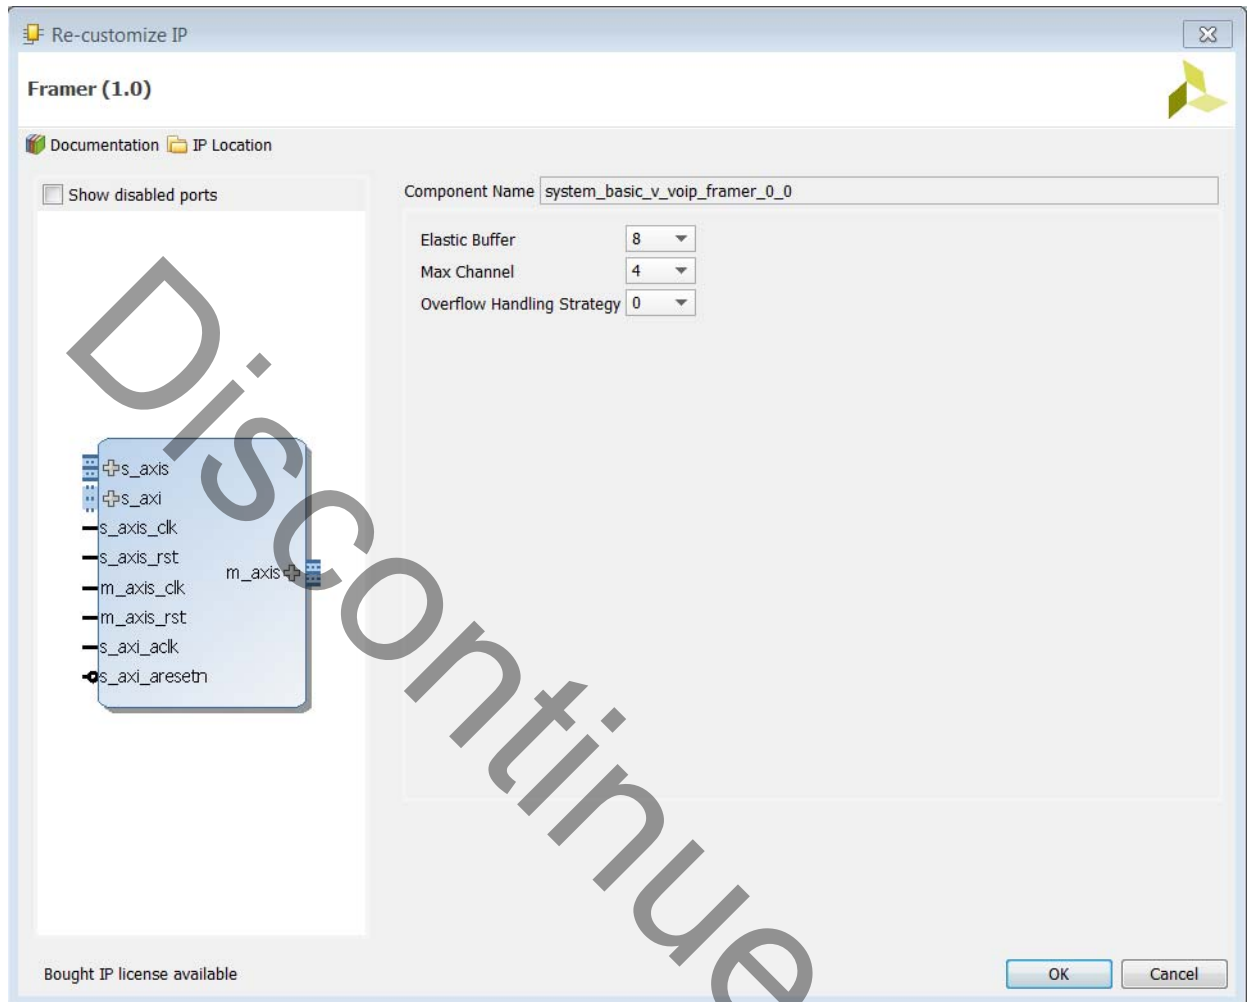 Re-customize IP
Framer (1.0)
Documentation IP Location
Show disabled ports
Component Name system_basic_v_voip_framer_0_0
Elastic Buffer 8
Max Channel 4
Overflow Handling Strategy 0
s_axis
s_axi
s_axis_clk
s_axis_rst
m_axis
m_axis_clk
m_axis_rst
s_axi_aclk
s_axi_aresetn
Discontinue
Bought IP license available
OK Cancel